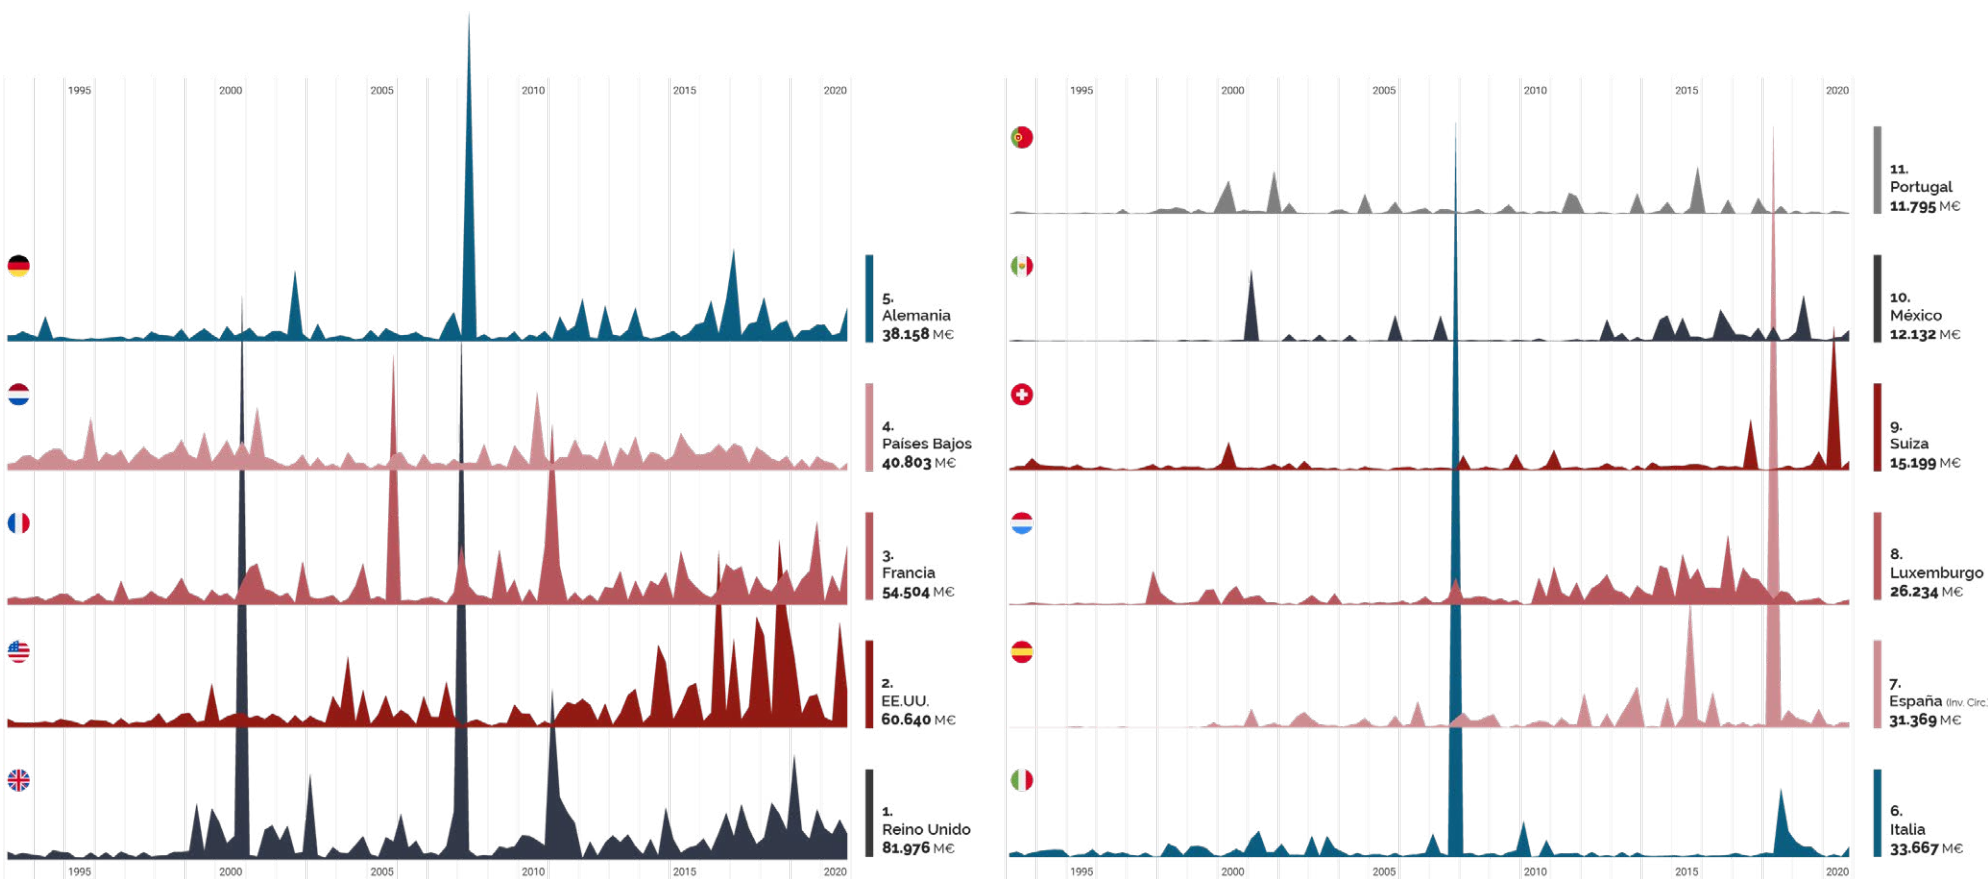 1995 2000 2005 2010 2015 2020
5.
Alemania
38.158 M€
4.
Países Bajos
40.803 M€
3.
Francia
54.504 M€
2.
EE.UU.
60.640 M€
1.
Reino Unido
81.976 M€
1995 2000 2005 2010 2015 2020
1995 2000 2005 2010 2015 2020
11.
Portugal
11.795 M€
10.
México
12.132 M€
9.
Suiza
15.199 M€
8.
Luxemburgo
26.234 M€
7.
España (Inv. Circ.)
31.369 M€
6.
Italia
33.667 M€
1995 2000 2005 2010 2015 2020